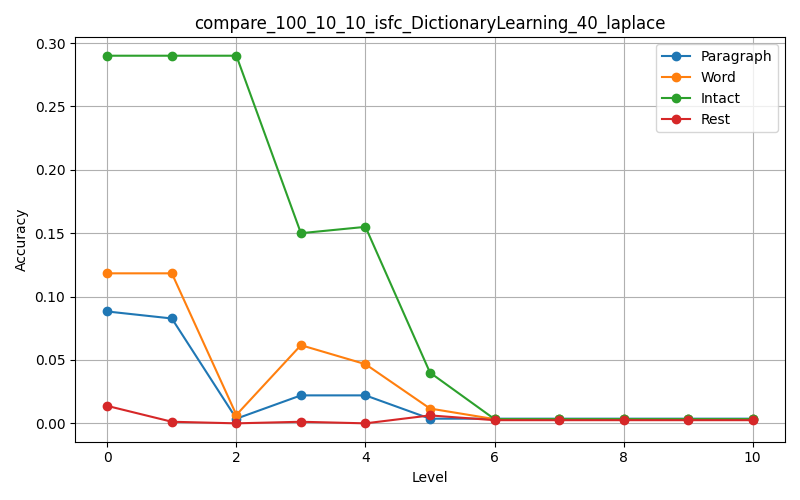 compare_100_10_10_isfc_DictionaryLearning_40_laplace
Paragraph
Word
Intact
Rest
Accuracy
0.30
0.25
0.20
0.15
0.10
0.05
0.00
0 2 4 6 8 10
Level